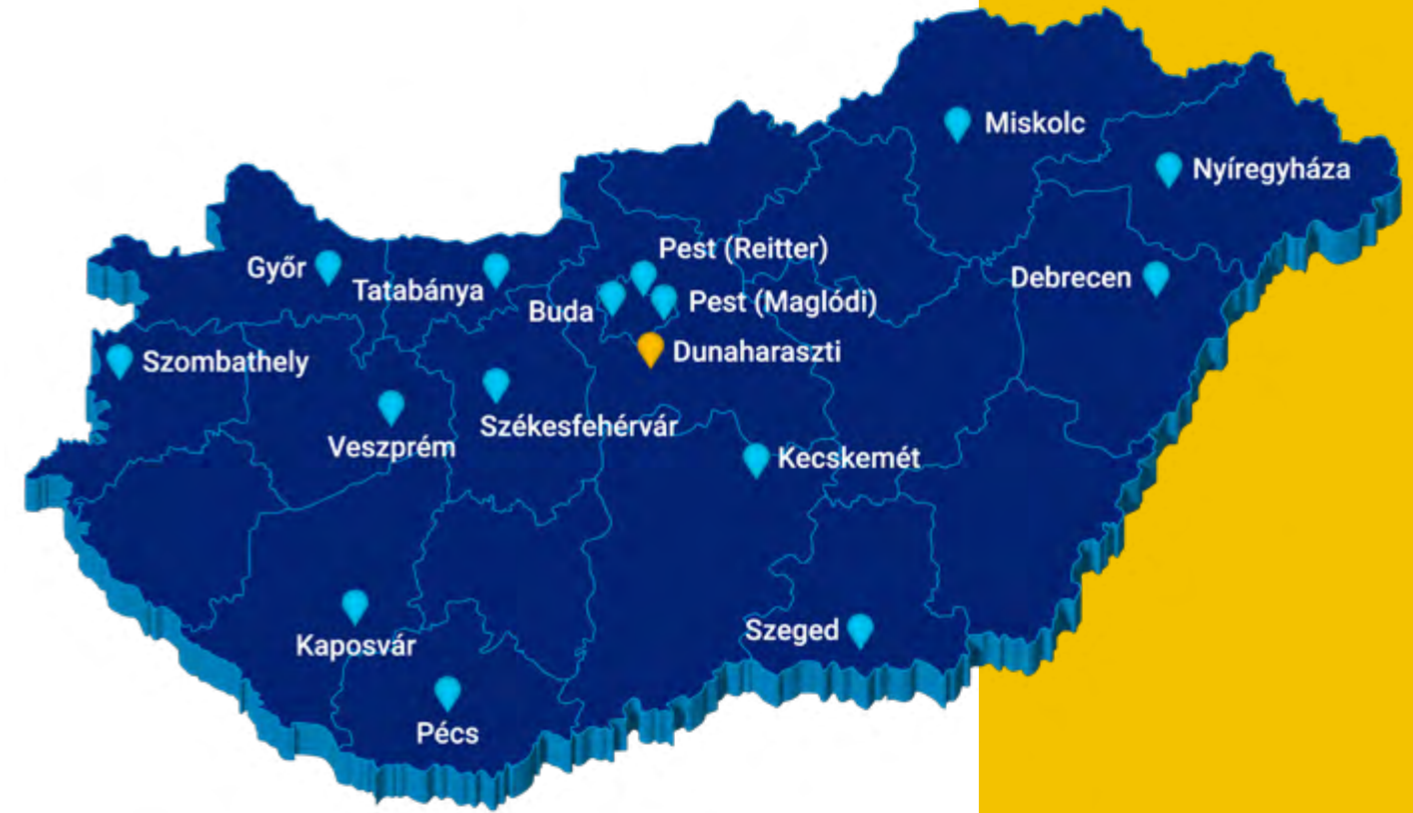 Miskolc
Nyíregyháza
Pest (Reitter)
Győr
Debrecen
Tatabánya
Pest (Maglódi)
Buda
Dunaharaszti
Szombathely
Székesfehérvár
Veszprém
Kecskemét
Szeged
Kaposvár
Pécs